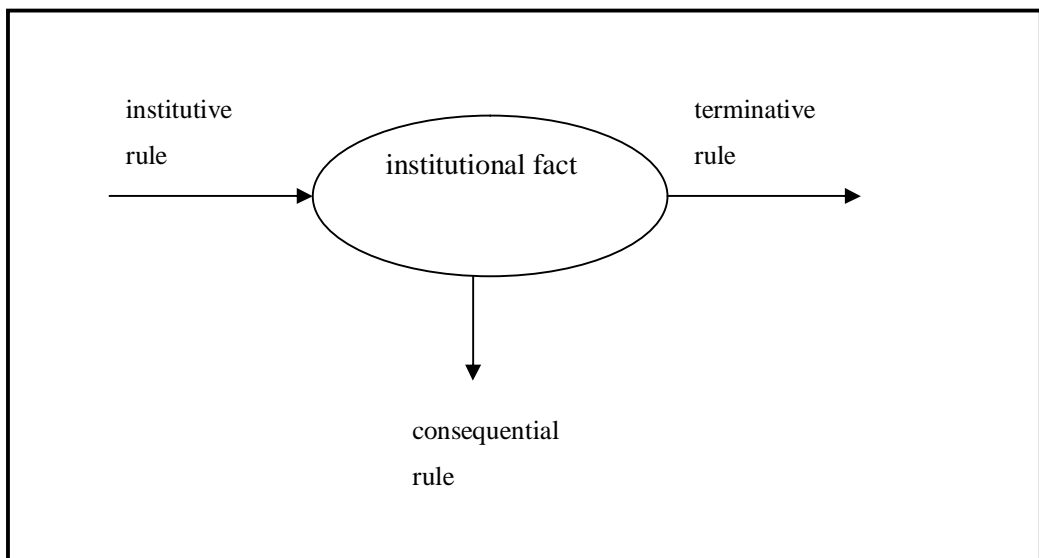 institutive
rule
institutional fact
terminative
rule
consequential
rule